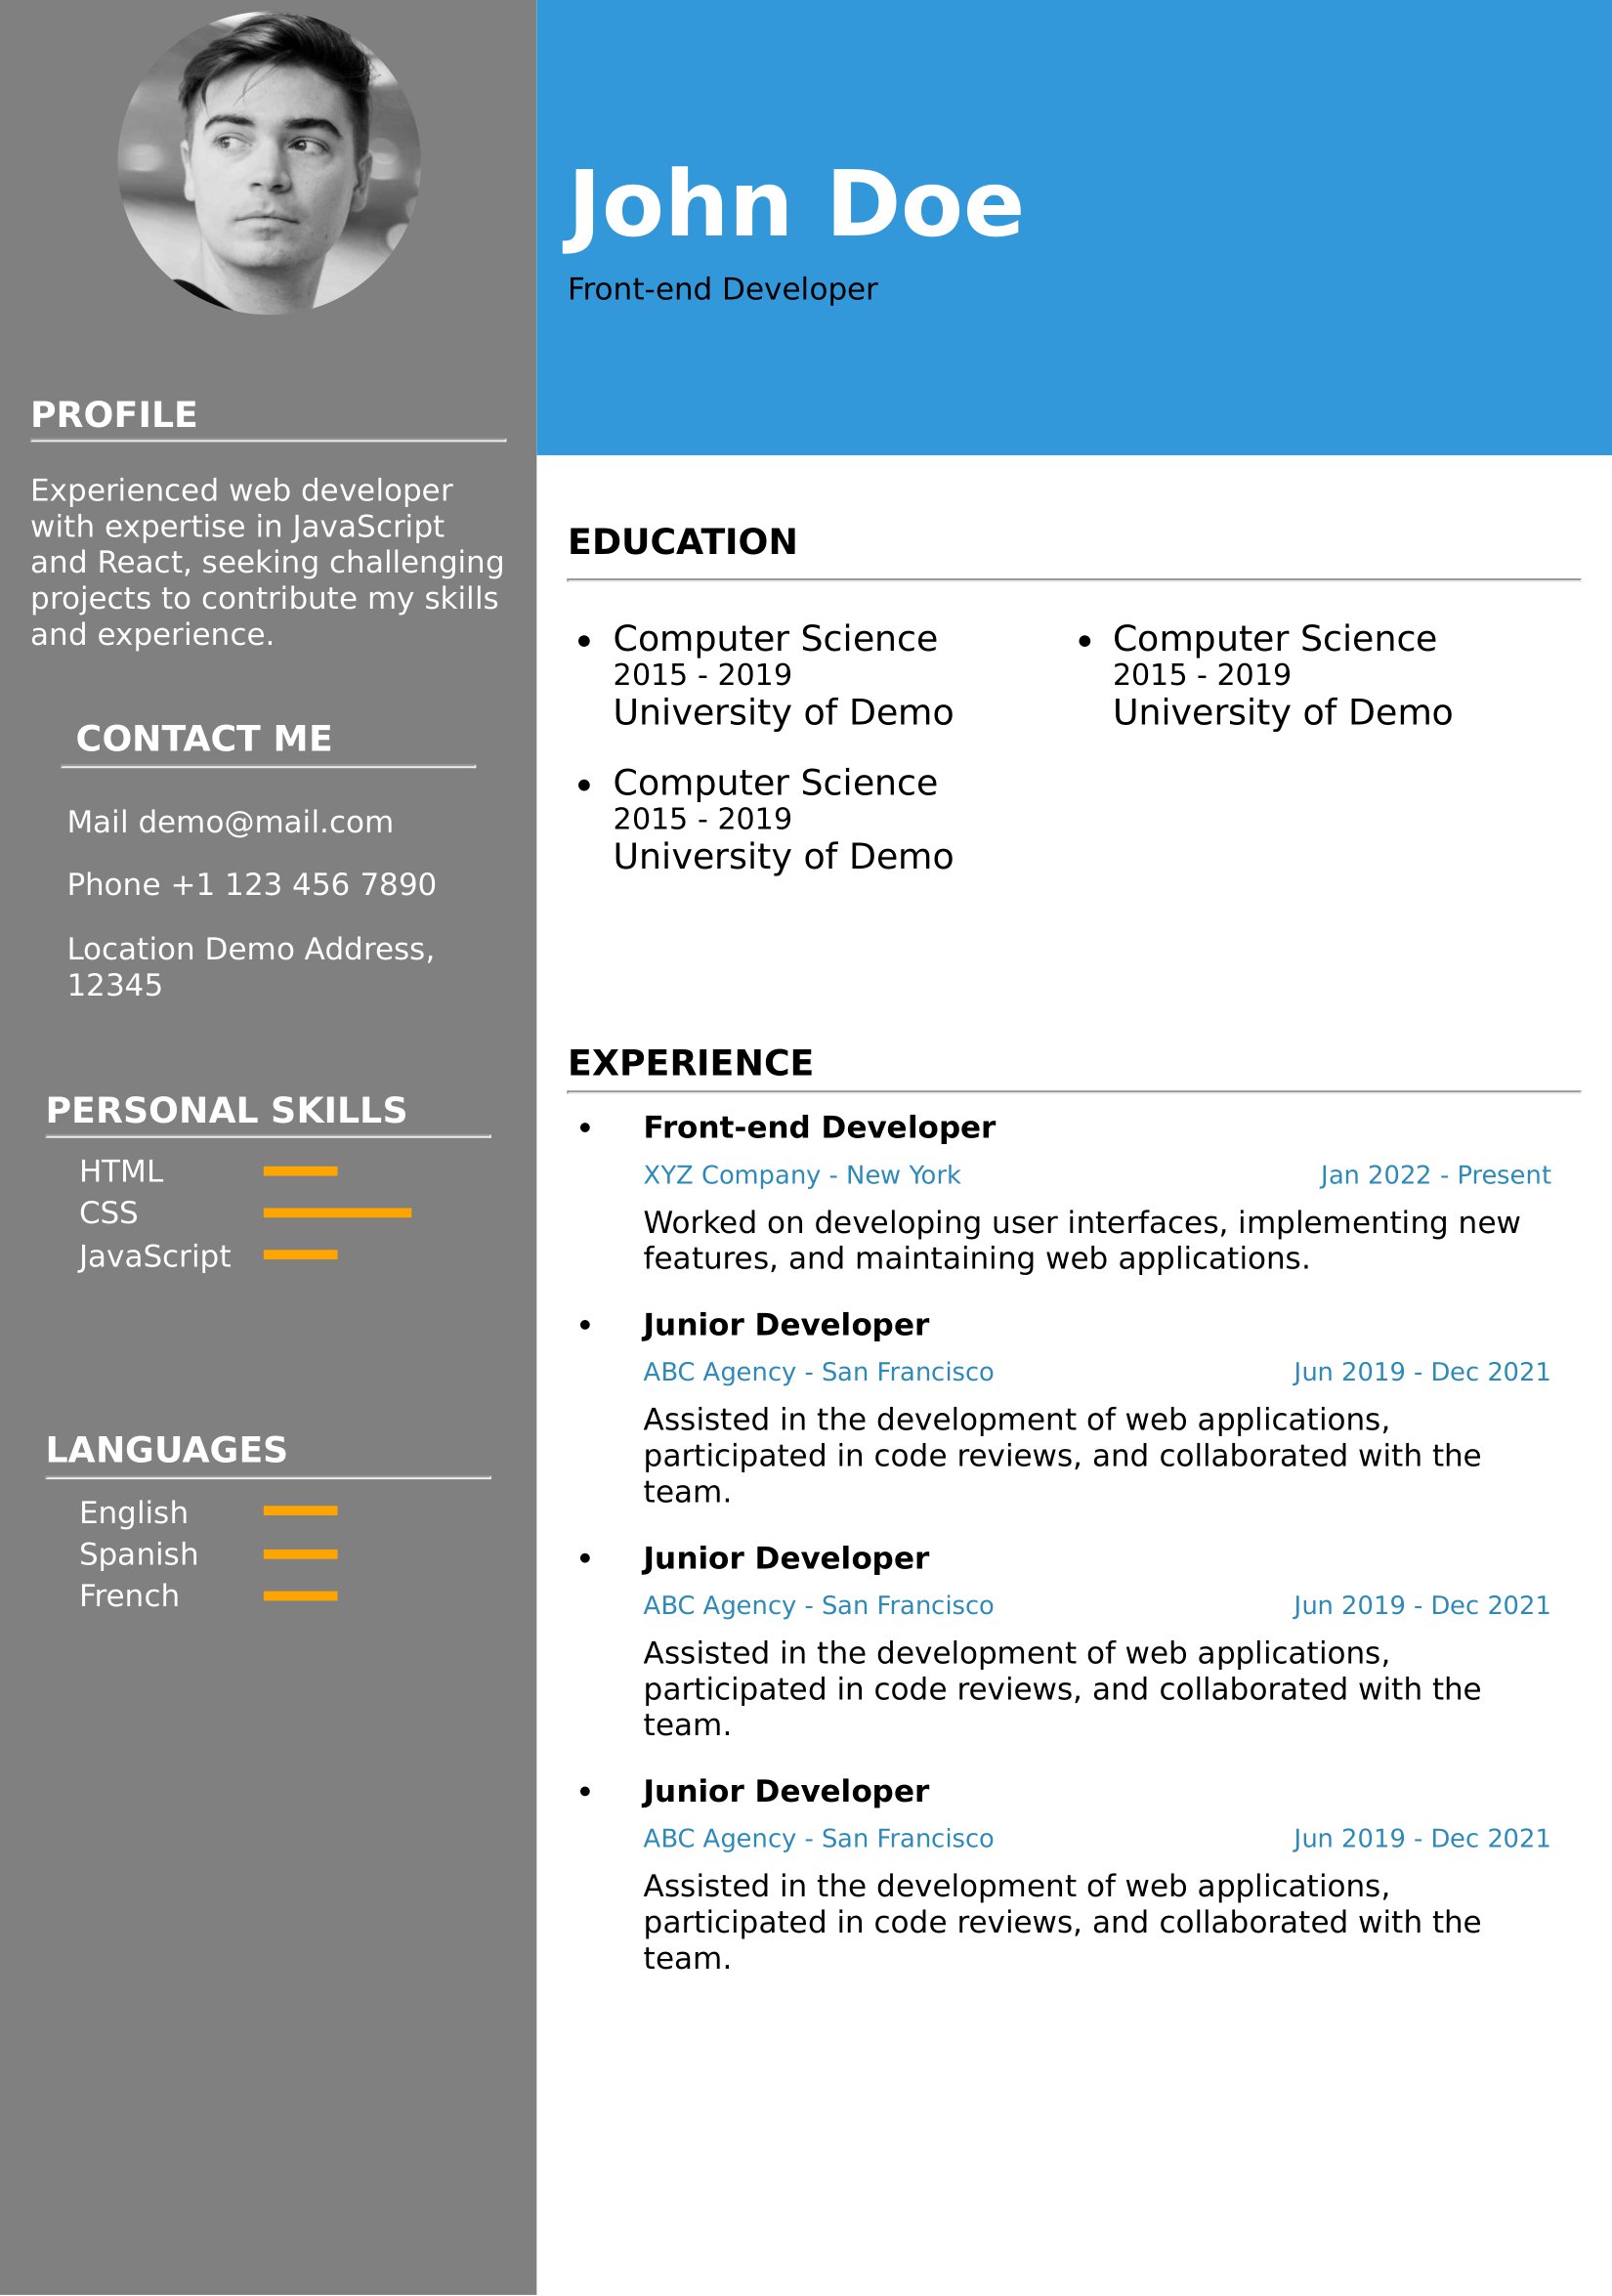 John Doe
Front-end Developer
PROFILE
Experienced web developer
with expertise in JavaScript
and React, seeking challenging
projects to contribute my skills
and experience.
CONTACT ME
Mail demo@mail.com
Phone +1 123 456 7890
Location Demo Address,
12345
PERSONAL SKILLS
HTML
CSS
JavaScript
LANGUAGES
English
Spanish
French
EDUCATION
• Computer Science
2015 - 2019
University of Demo
• Computer Science
2015 - 2019
University of Demo
• Computer Science
2015 - 2019
University of Demo
EXPERIENCE
• Front-end Developer
XYZ Company - New York Jan 2022 - Present
Worked on developing user interfaces, implementing new
features, and maintaining web applications.
• Junior Developer
ABC Agency - San Francisco Jun 2019 - Dec 2021
Assisted in the development of web applications,
participated in code reviews, and collaborated with the
team.
• Junior Developer
ABC Agency - San Francisco Jun 2019 - Dec 2021
Assisted in the development of web applications,
participated in code reviews, and collaborated with the
team.
• Junior Developer
ABC Agency - San Francisco Jun 2019 - Dec 2021
Assisted in the development of web applications,
participated in code reviews, and collaborated with the
team.